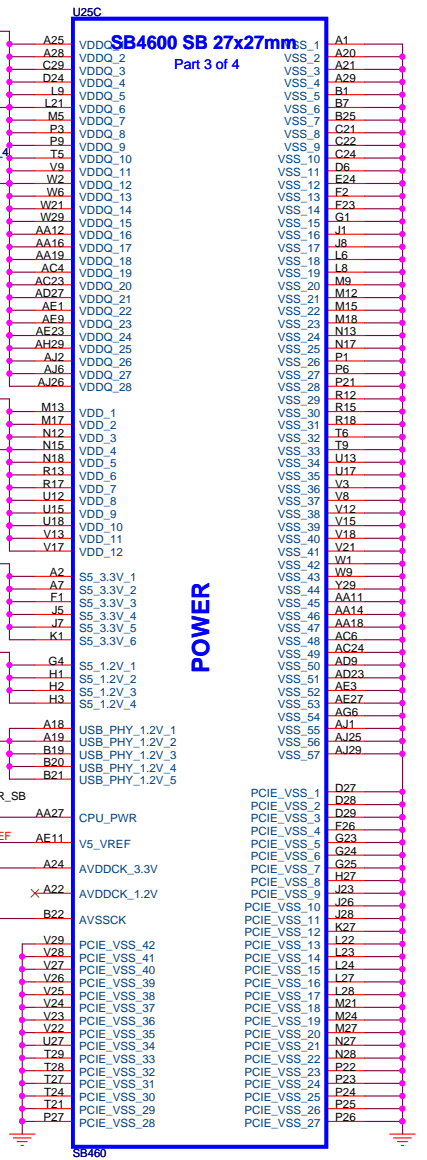 U25C
SB4600 SB 27x27mm
Part 3 of 4
A25 VDDQ_1
A28 VDDQ_2
C29 VDDQ_3
D24 VDDQ_4
L9 VDDQ_5
L21 VDDQ_6
M5 VDDQ_7
P3 VDDQ_8
P9 VDDQ_9
T5 VDDQ_10
V9 VDDQ_11
W2 VDDQ_12
W6 VDDQ_13
W21 VDDQ_14
W29 VDDQ_15
AA12 VDDQ_16
AA16 VDDQ_17
AA19 VDDQ_18
AC4 VDDQ_19
AC23 VDDQ_20
AD27 VDDQ_21
AE1 VDDQ_22
AE9 VDDQ_23
AE23 VDDQ_24
AH29 VDDQ_25
AJ2 VDDQ_26
AJ6 VDDQ_27
AJ26 VDDQ_28
M13 VDD_1
M17 VDD_2
N12 VDD_3
N15 VDD_4
N18 VDD_5
R13 VDD_6
R17 VDD_7
U12 VDD_8
U15 VDD_9
U18 VDD_10
V13 VDD_11
V17 VDD_12
A2 S5_3.3V_1
A7 S5_3.3V_2
F1 S5_3.3V_3
J5 S5_3.3V_4
J7 S5_3.3V_5
K1 S5_3.3V_6
G4 S5_1.2V_1
H1 S5_1.2V_2
H2 S5_1.2V_3
H3 S5_1.2V_4
A18 USB_PHY_1.2V_1
A19 USB_PHY_1.2V_2
B19 USB_PHY_1.2V_3
B20 USB_PHY_1.2V_4
B21 USB_PHY_1.2V_5
R_SB
AA27 CPU_PWR
EF
AE11 V5_VREF
A24 AVDDCK_3.3V
A22 AVDDCK_1.2V
B22 AVSSCK
V29 PCIE_VSS_42
V28 PCIE_VSS_41
V27 PCIE_VSS_40
V26 PCIE_VSS_39
V25 PCIE_VSS_38
V24 PCIE_VSS_37
V23 PCIE_VSS_36
V22 PCIE_VSS_35
U27 PCIE_VSS_34
T29 PCIE_VSS_33
T28 PCIE_VSS_32
T27 PCIE_VSS_31
T24 PCIE_VSS_30
T21 PCIE_VSS_29
P27 PCIE_VSS_28
POWER
VSS_1 A1
VSS_2 A20
VSS_3 A21
VSS_4 A29
VSS_5 B1
VSS_6 B7
VSS_7 B25
VSS_8 C21
VSS_9 C22
VSS_10 C24
VSS_11 D6
VSS_12 E24
VSS_13 F2
VSS_14 F23
VSS_15 G1
VSS_16 J1
VSS_17 J8
VSS_18 L6
VSS_19 L8
VSS_20 M9
VSS_21 M12
VSS_22 M15
VSS_23 M18
VSS_24 N13
VSS_25 N17
VSS_26 P1
VSS_27 P6
VSS_28 P21
VSS_29 R12
VSS_30 R15
VSS_31 R18
VSS_32 T6
VSS_33 T9
VSS_34 U13
VSS_35 U17
VSS_36 V3
VSS_37 V8
VSS_38 V12
VSS_39 V15
VSS_40 V18
VSS_41 V21
VSS_42 W1
VSS_43 W9
VSS_44 Y29
VSS_45 AA11
VSS_46 AA14
VSS_47 AA18
VSS_48 AC6
VSS_49 AC24
VSS_50 AD9
VSS_51 AD23
VSS_52 AE3
VSS_53 AE27
VSS_54 AG6
VSS_55 AJ1
VSS_56 AJ25
VSS_57 AJ29
PCIE_VSS_1 D27
PCIE_VSS_2 D28
PCIE_VSS_3 D29
PCIE_VSS_4 F26
PCIE_VSS_5 G23
PCIE_VSS_6 G24
PCIE_VSS_7 G25
PCIE_VSS_8 H27
PCIE_VSS_9 J23
PCIE_VSS_10 J26
PCIE_VSS_11 J28
PCIE_VSS_12 K27
PCIE_VSS_13 L22
PCIE_VSS_14 L23
PCIE_VSS_15 L24
PCIE_VSS_16 L27
PCIE_VSS_17 L28
PCIE_VSS_18 M21
PCIE_VSS_19 M24
PCIE_VSS_20 M27
PCIE_VSS_21 N27
PCIE_VSS_22 N28
PCIE_VSS_23 P22
PCIE_VSS_24 P23
PCIE_VSS_25 P24
PCIE_VSS_26 P25
PCIE_VSS_27 P26
SB460